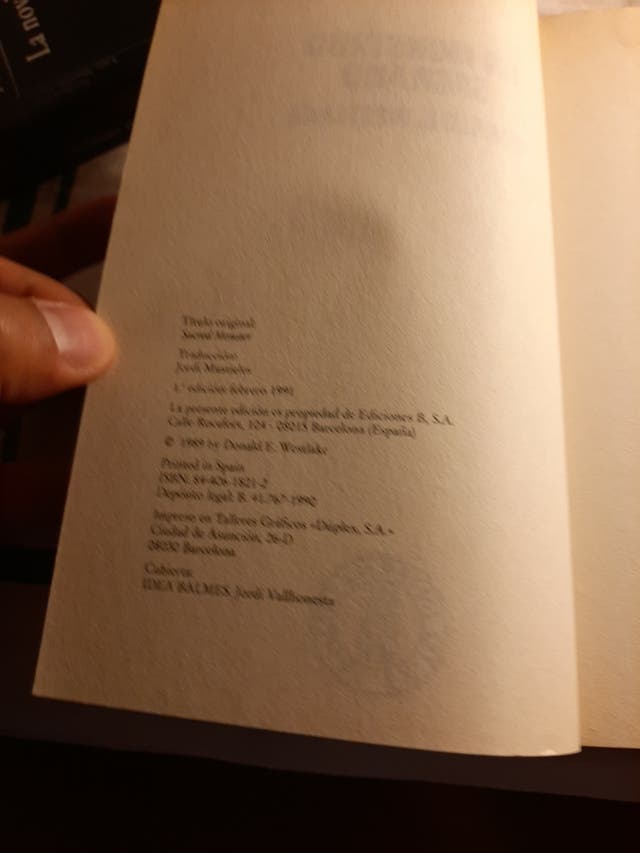 La nov
Título original:
Sacred Monster
Traducción:
Jordi Mustieles
1.ª edición: febrero 1991
La presente edición es propiedad de Ediciones B, S.A.
Calle Rocafort, 104 - 08015 Barcelona (España)
© 1989 by Donald E. Westlake
Printed in Spain
ISBN: 84-406-1821-2
Depósito legal: B. 41.767-1990
Impreso en Talleres Gráficos «Dúplex, S.A.»
Ciudad de Asunción, 26-D
08030 Barcelona
Cubierta:
IDEA BALMES. Jordi Vallhonesta